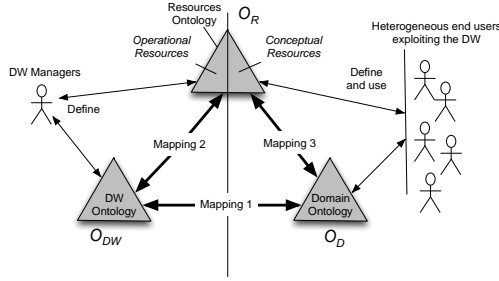 Resources
Ontology
O_R
Operational
Resources
Conceptual
Resources
Heterogeneous end users
exploiting the DW
DW Managers
Define
Define
and use
Mapping 2
Mapping 3
DW
Ontology
Mapping 1
Domain
Ontology
O_DW
O_D